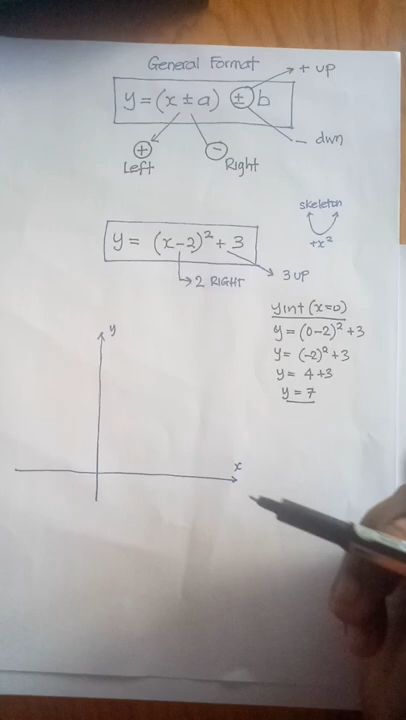 General Format
+ up
y = (x ± a) ± b
− dwn
+
Left
−
Right
skeleton
+x²
y = (x−2)² + 3
2 RIGHT
3 UP
yint (x=0)
y = (0−2)² + 3
y = (−2)² + 3
y = 4 + 3
y = 7
y
x